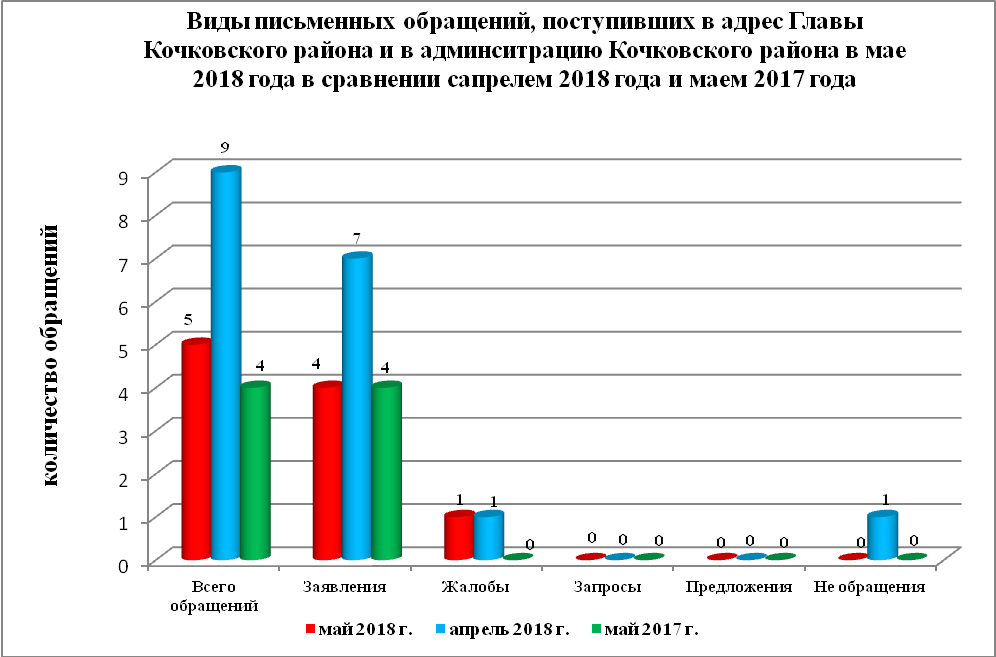 Виды письменных обращений, поступивших в адрес Главы
Кочковского района и в админситрацию Кочковского района в мае
2018 года в сравнении сапрелем 2018 года и маем 2017 года
количество обращений
9
8
7
6
5
4
3
2
1
0
5
9
4
4
7
4
1
1
0
0
0
0
0
0
0
0
1
0
Всего обращений
Заявления
Жалобы
Запросы
Предложения
Не обращения
май 2018 г.
апрель 2018 г.
май 2017 г.